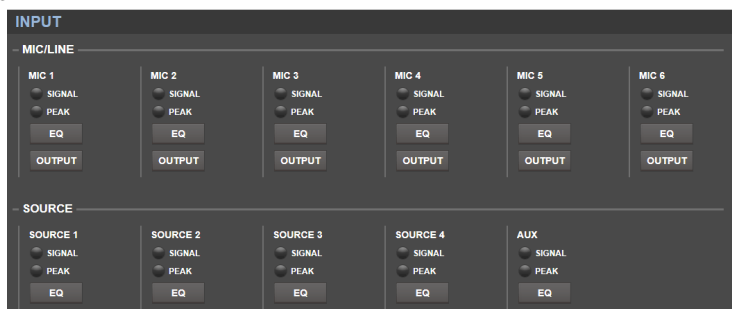 INPUT
MIC/LINE
MIC 1 MIC 2 MIC 3 MIC 4 MIC 5 MIC 6
SIGNAL SIGNAL SIGNAL SIGNAL SIGNAL SIGNAL
PEAK PEAK PEAK PEAK PEAK PEAK
EQ EQ EQ EQ EQ EQ
OUTPUT OUTPUT OUTPUT OUTPUT OUTPUT OUTPUT
SOURCE
SOURCE 1 SOURCE 2 SOURCE 3 SOURCE 4 AUX
SIGNAL SIGNAL SIGNAL SIGNAL SIGNAL
PEAK PEAK PEAK PEAK PEAK
EQ EQ EQ EQ EQ